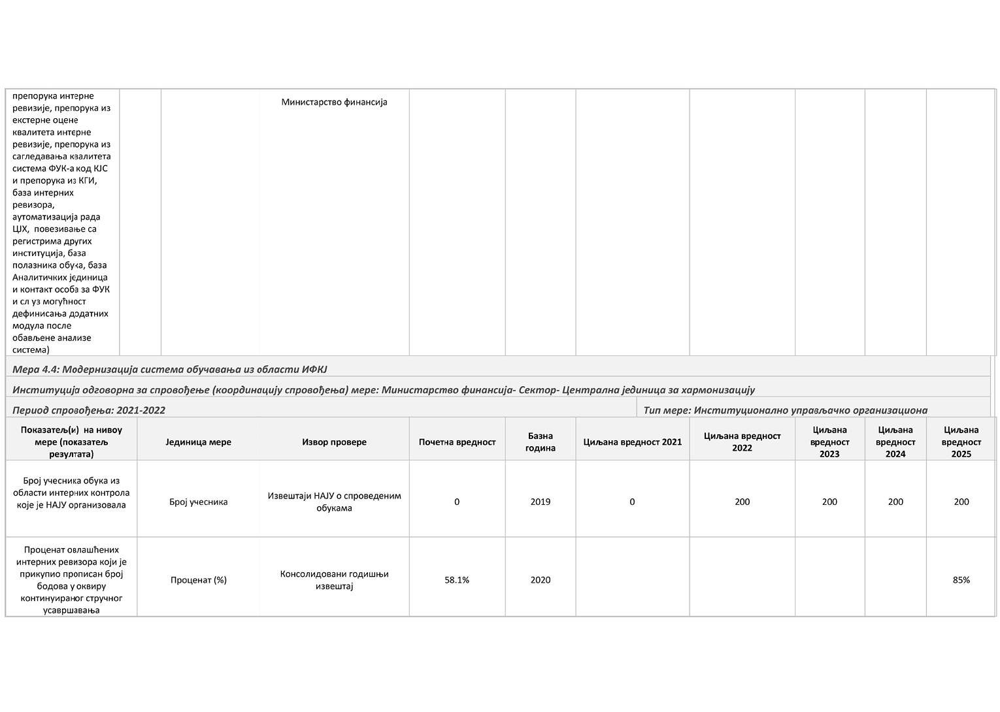 препорука интерне
ревизије, препорука из
екстерне оцене
квалитета интерне
ревизије, препорука из
сагледавања квалитета
система ФУК-а код КЈС
и препорука из КГИ,
база интерних
ревизора,
аутоматизација рада
ЦЈХ,  повезивање са
регистрима других
институција, база
полазника обука, база
Аналитичких јединица
и контакт особа за ФУК
и сл уз могућност
дефинисања додатних
модула после
обављене анализе
система)
Министарство финансија
Мера 4.4: Модернизација система обучавања из области ИФКЈ
Институција одговорна за спровођење (координацију спровођења) мере: Министарство финансија- Сектор- Централна јединица за хармонизацију
Период спровођења: 2021-2022
Тип мере: Институционално управљачко организациона
Показатељ(и)  на нивоу
мере (показатељ
резултата)
Јединица мере
Извор провере
Почетна вредност
Базна
година
Циљана вредност 2021
Циљана вредност
2022
Циљана
вредност
2023
Циљана
вредност
2024
Циљана
вредност
2025
Број учесника обука из
области интерних контрола
које је НАЈУ организовала
Број учесника
Извештаји НАЈУ о спроведеним
обукама
0
2019
0
200
200
200
200
Проценат овлашћених
интерних ревизора који је
прикупио прописан број
бодова у оквиру
континуираног стручног
усавршавања
Проценат (%)
Консолидовани годишњи
извештај
58.1%
2020
85%